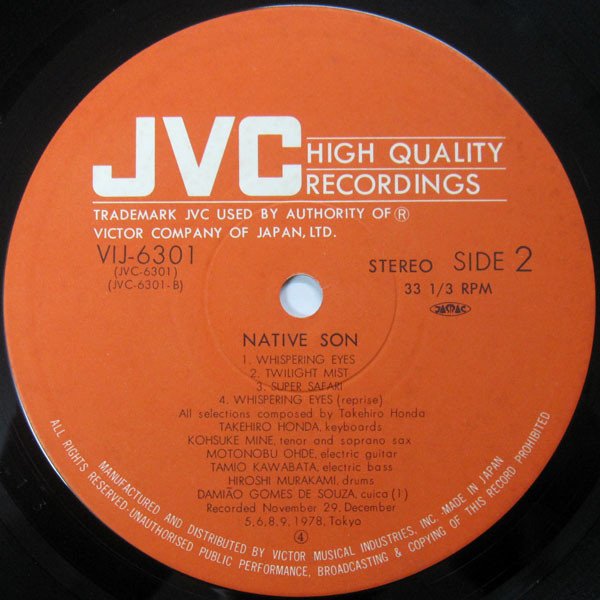 JVC
HIGH QUALITY
RECORDINGS
TRADEMARK JVC USED BY AUTHORITY OF Ⓡ
VICTOR COMPANY OF JAPAN, LTD.
VIJ-6301
(JVC-6301)
(JVC-6301-B)
STEREO SIDE 2
33 1/3 RPM
JASRAC
NATIVE SON
1. WHISPERING EYES
2. TWILIGHT MIST
3. SUPER SAFARI
4. WHISPERING EYES (reprise)
All selections composed by Takehiro Honda
TAKEHIRO HONDA, keyboards
KOHSUKE MINE, tenor and soprano sax
MOTONOBU OHDE, electric guitar
TAMIO KAWABATA, electric bass
HIROSHI MURAKAMI, drums
DAMIÃO GOMES DE SOUZA, cuica (1)
Recorded November 29, December
5,6,8,9, 1978, Tokyo
④
MANUFACTURED AND DISTRIBUTED BY VICTOR MUSICAL INDUSTRIES, INC.-MADE IN JAPAN
ALL RIGHTS RESERVED-UNAUTHORISED PUBLIC PERFORMANCE, BROADCASTING & COPYING OF THIS RECORD PROHIBITED